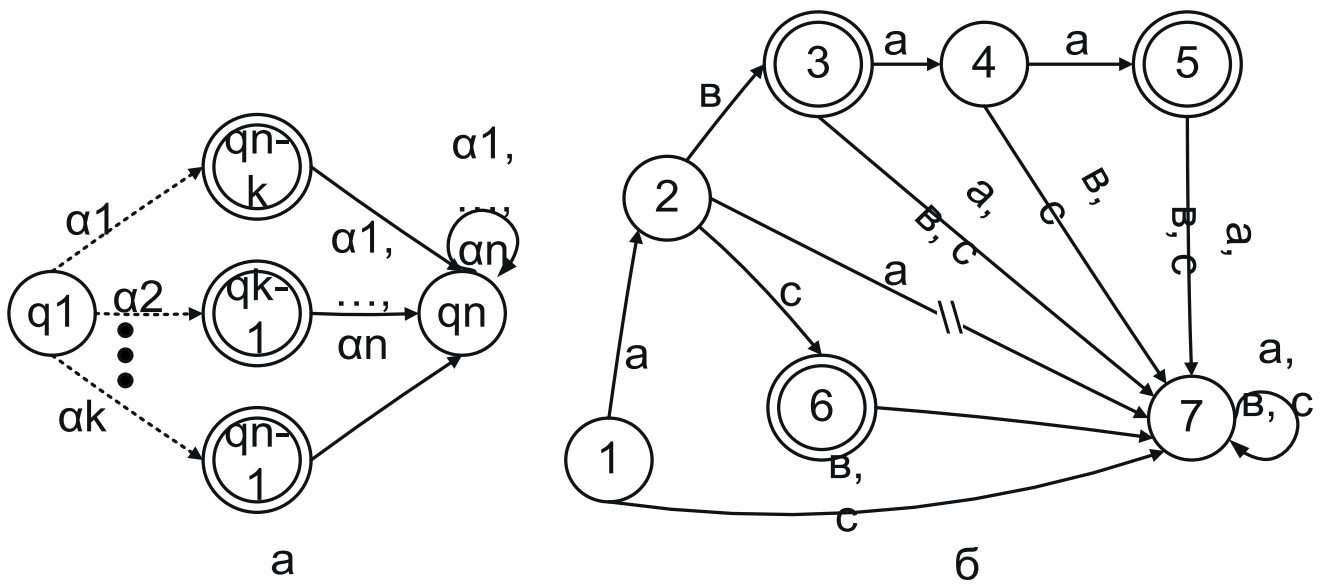 α1
qn-
k
α1,
...,
αn
q1
α2
qk-
1
α1,
...,
αn
qn
αk
qn-
1
а
3
а
4
а
5
в
2
а,
в, с
в,
с
а,
в, с
а
с
а
6
1
7
а,
в, с
в,
с
б